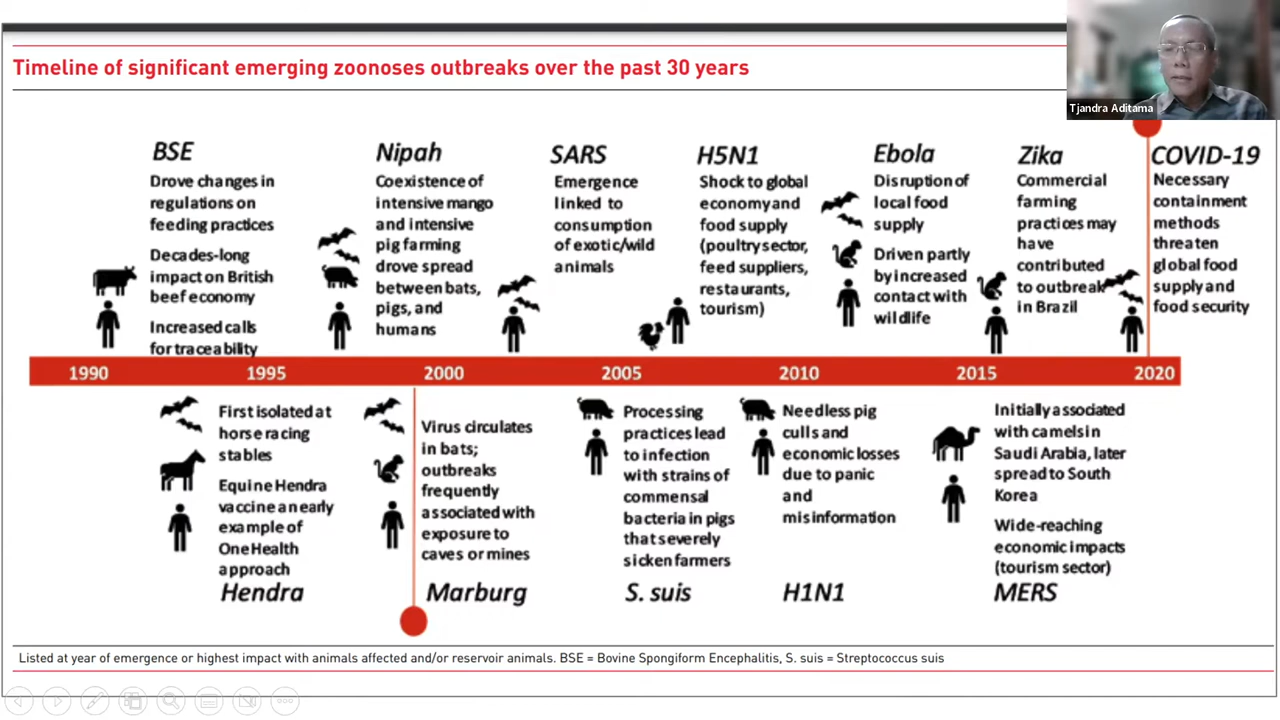 Timeline of significant emerging zoonoses outbreaks over the past 30 years
Tjandra Aditama
BSE
Drove changes in
regulations on
feeding practices
Decades-long
impact on British
beef economy
Increased calls
for traceability
Nipah
Coexistence of
intensive mango
and intensive
pig farming
drove spread
between bats,
pigs, and
humans
SARS
Emergence
linked to
consumption
of exotic/wild
animals
H5N1
Shock to global
economy and
food supply
(poultry sector,
feed suppliers,
restaurants,
tourism)
Ebola
Disruption of
local food
supply
Driven partly
by increased
contact with
wildlife
Zika
Commercial
farming
practices may
have
contributed
to outbreak
in Brazil
COVID-19
Necessary
containment
methods
threaten
global food
supply and
food security
1990 1995 2000 2005 2010 2015 2020
First isolated at
horse racing
stables
Equine Hendra
vaccine an early
example of
One Health
approach
Hendra
Virus circulates
in bats;
outbreaks
frequently
associated with
exposure to
caves or mines
Marburg
Processing
practices lead
to infection
with strains of
commensal
bacteria in pigs
that severely
sicken farmers
S. suis
Needless pig
culls and
economic losses
due to panic
and
misinformation
H1N1
Initially associated
with camels in
Saudi Arabia, later
spread to South
Korea
Wide-reaching
economic impacts
(tourism sector)
MERS
Listed at year of emergence or highest impact with animals affected and/or reservoir animals. BSE = Bovine Spongiform Encephalitis, S. suis = Streptococcus suis